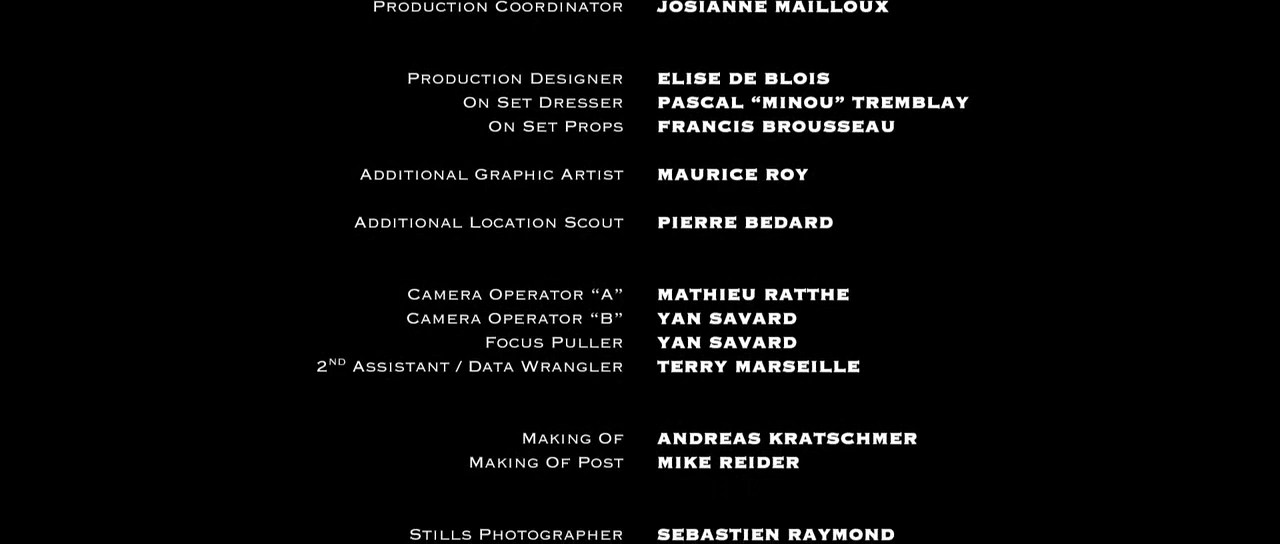 Production Coordinator JOSIANNE MAILLOUX
Production Designer ELISE DE BLOIS
On Set Dresser PASCAL “MINOU” TREMBLAY
On Set Props FRANCIS BROUSSEAU
Additional Graphic Artist MAURICE ROY
Additional Location Scout PIERRE BEDARD
Camera Operator “A” MATHIEU RATTHE
Camera Operator “B” YAN SAVARD
Focus Puller YAN SAVARD
2ND Assistant / Data Wrangler TERRY MARSEILLE
Making Of ANDREAS KRATSCHMER
Making Of Post MIKE REIDER
Stills Photographer SEBASTIEN RAYMOND